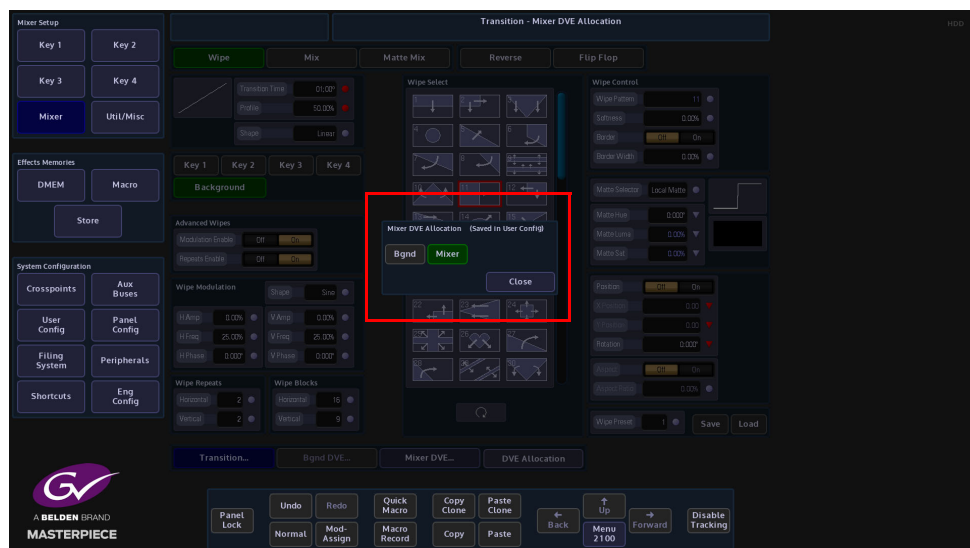 Mixer Setup
Transition - Mixer DVE Allocation
HDD
Key 1
Key 2
Key 3
Key 4
Mixer
Util/Misc
Wipe
Mix
Matte Mix
Reverse
Flip Flop
Transition Time
01:00
Profile
50.00%
Shape
Linear
Key 1
Key 2
Key 3
Key 4
Background
Wipe Select
Wipe Control
Wipe Pattern
11
Softness
0.00%
Border
Off
On
Border Width
0.00%
Matte Selector
Local Matte
Matte Hue
0.000°
Matte Luma
0.00%
Matte Sat
0.00%
Effects Memories
DMEM
Macro
Store
Advanced Wipes
Modulation Enable
Off
On
Repeats Enable
Off
On
Mixer DVE Allocation (Saved in User Config)
Bgnd
Mixer
Close
System Configuration
Crosspoints
Aux
Buses
User
Config
Panel
Config
Filing
System
Peripherals
Shortcuts
Eng
Config
Wipe Modulation
Shape
Sine
H Amp
0.00%
V Amp
0.00%
H Freq
25.00%
V Freq
25.00%
H Phase
0.000°
V Phase
0.000°
Position
Off
On
X Position
0.00
Y Position
0.00
Rotation
0.000°
Aspect
Off
On
0.00%
Wipe Repeats
Horizontal
2
Vertical
2
Wipe Blocks
Horizontal
16
Vertical
9
Wipe Preset
1
Save
Load
Transition...
Bgnd DVE...
Mixer DVE...
DVE Allocation
GV
A BELDEN BRAND
MASTERPIECE
Panel
Lock
Undo
Redo
Normal
Mod-
Assign
Quick
Macro
Macro
Record
Copy
Clone
Paste
Clone
Copy
Paste
Back
Up
Menu
2100
Forward
Disable
Tracking